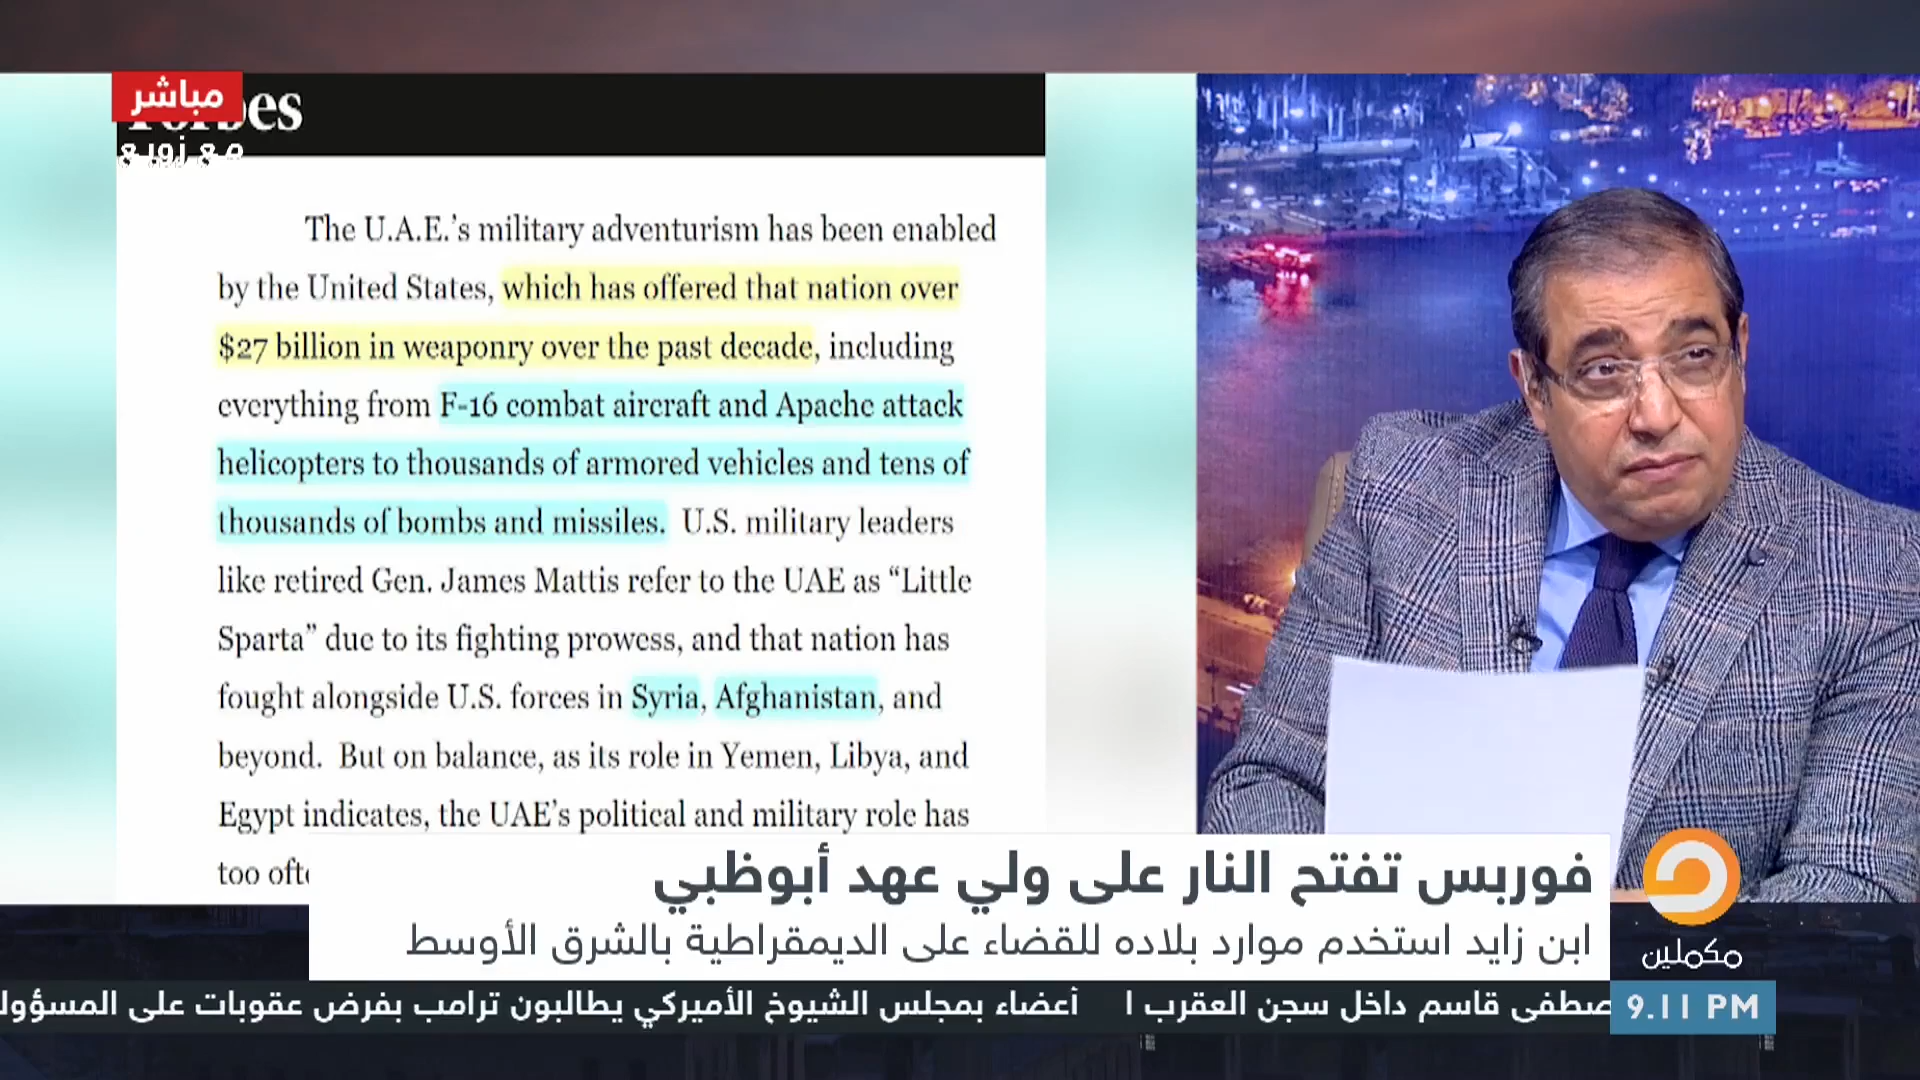 مباشر
The U.A.E.'s military adventurism has been enabled
by the United States, which has offered that nation over
$27 billion in weaponry over the past decade, including
everything from F-16 combat aircraft and Apache attack
helicopters to thousands of armored vehicles and tens of
thousands of bombs and missiles. U.S. military leaders
like retired Gen. James Mattis refer to the UAE as “Little
Sparta” due to its fighting prowess, and that nation has
fought alongside U.S. forces in Syria, Afghanistan, and
beyond. But on balance, as its role in Yemen, Libya, and
Egypt indicates, the UAE's political and military role has
too
فوربس تفتح النار على ولي عهد أبوظبي
ابن زايد استخدم موارد بلاده للقضاء على الديمقراطية بالشرق الأوسط
مكملين
قاسم داخل سجن العقرب أعضاء بمجلس الشيوخ الأميركي يطالبون ترامب بفرض عقوبات على
9.11 PM